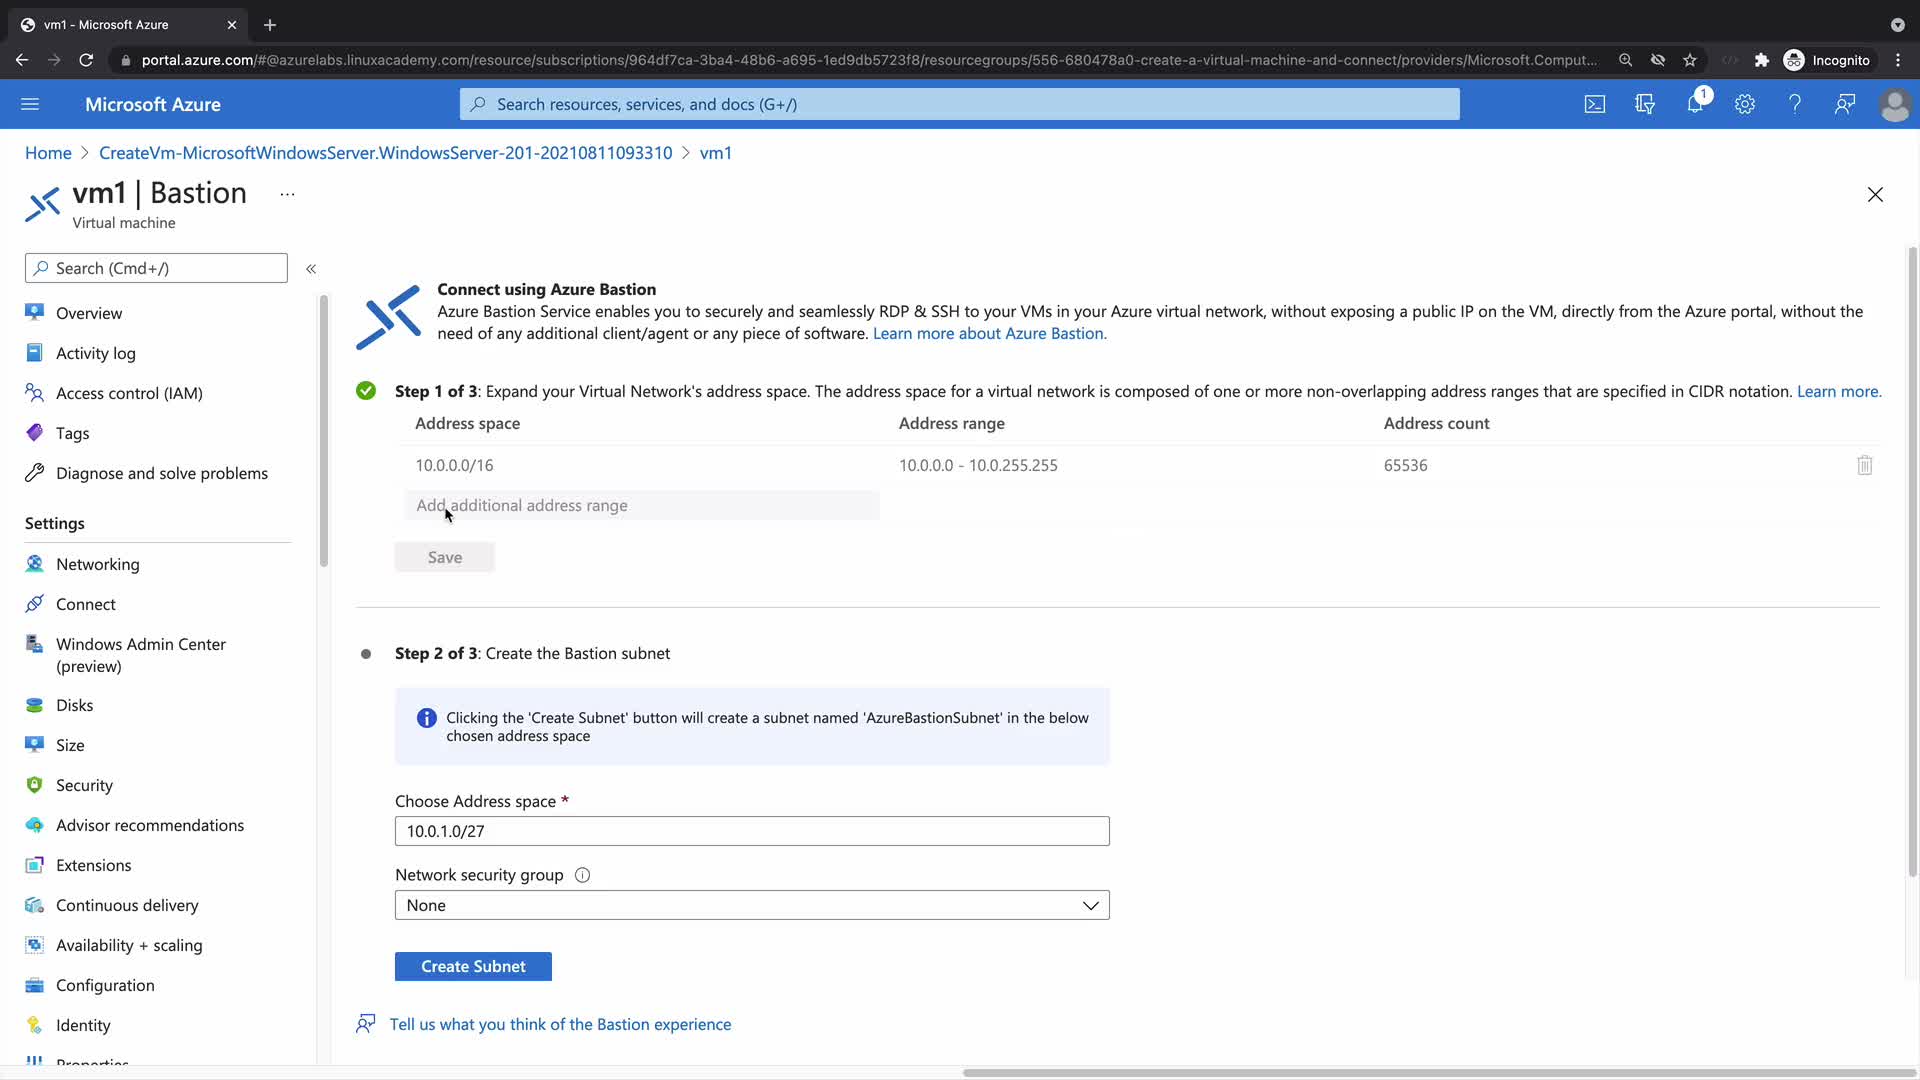 vm1 - Microsoft Azure
portal.azure.com/#@azurelabs.linuxacademy.com/resource/subscriptions/964df7ca-3ba4-48b6-a695-1ed9db5723f8/resourcegroups/556-680478a0-create-a-virtual-machine-and-connect/providers/Microsoft.Comput...
Incognito
Microsoft Azure
Search resources, services, and docs (G+/)
1
Home > CreateVm-MicrosoftWindowsServer.WindowsServer-201-20210811093310 > vm1
vm1 | Bastion ...
Virtual machine
Search (Cmd+/)
«
Overview
Activity log
Access control (IAM)
Tags
Diagnose and solve problems
Settings
Networking
Connect
Windows Admin Center
(preview)
Disks
Size
Security
Advisor recommendations
Extensions
Continuous delivery
Availability + scaling
Configuration
Identity
Properties
Connect using Azure Bastion
Azure Bastion Service enables you to securely and seamlessly RDP & SSH to your VMs in your Azure virtual network, without exposing a public IP on the VM, directly from the Azure portal, without the
need of any additional client/agent or any piece of software. Learn more about Azure Bastion.
Step 1 of 3: Expand your Virtual Network's address space. The address space for a virtual network is composed of one or more non-overlapping address ranges that are specified in CIDR notation. Learn more.
Address space Address range Address count
10.0.0.0/16 10.0.0.0 - 10.0.255.255 65536
Add additional address range
Save
Step 2 of 3: Create the Bastion subnet
Clicking the 'Create Subnet' button will create a subnet named 'AzureBastionSubnet' in the below
chosen address space
Choose Address space *
10.0.1.0/27
Network security group
None
Create Subnet
Tell us what you think of the Bastion experience